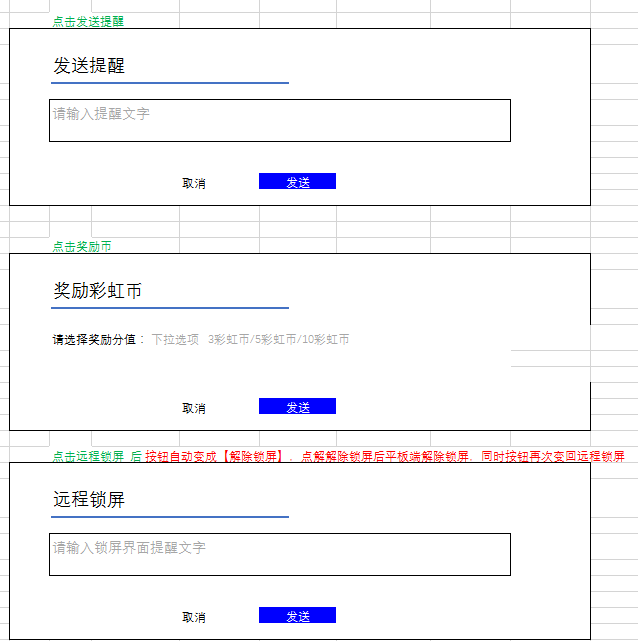 点击发送提醒
发送提醒
请输入提醒文字
取消 发送
点击奖励币
奖励彩虹币
请选择奖励分值： 下拉选项 3彩虹币/5彩虹币/10彩虹币
取消 发送
点击远程锁屏 后 按钮自动变成【解除锁屏】，点解解除锁屏后平板端解除锁屏，同时按钮再次变回远程锁屏
远程锁屏
请输入锁屏界面提醒文字
取消 发送